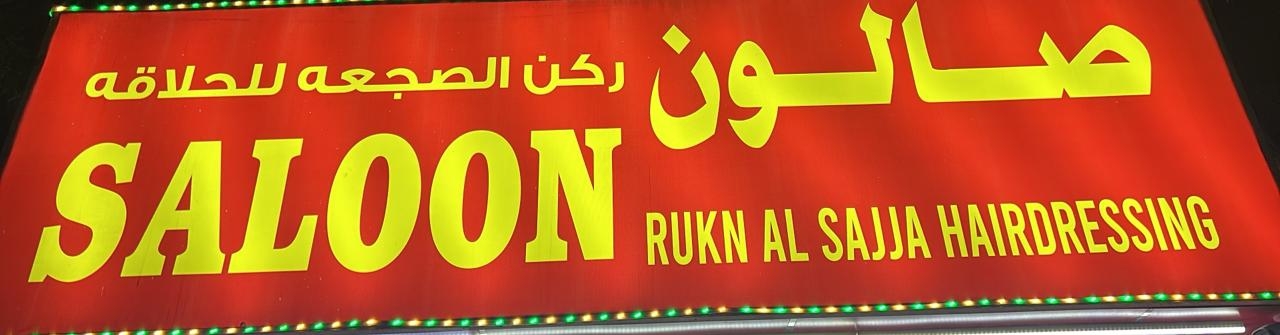 صالون
ركن الصجعه للحلاقه
SALOON
RUKN AL SAJJA HAIRDRESSING